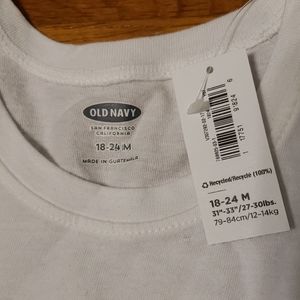 OLD NAVY
SAN FRANCISCO
CALIFORNIA
18-24 M
MADE IN GUATEMALA
Recycled/Recyclé (100%)
18-24 M
31"-33"/27-30lbs.
79-84cm/12-14kg